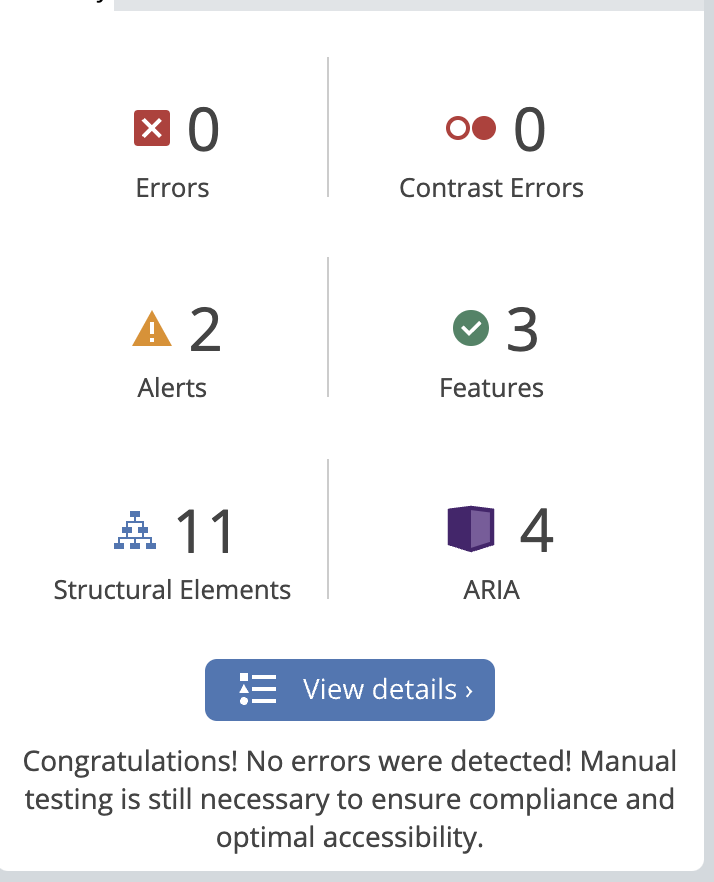 0
Errors
0
Contrast Errors
2
Alerts
3
Features
11
Structural Elements
4
ARIA
View details ›
Congratulations! No errors were detected! Manual
testing is still necessary to ensure compliance and
optimal accessibility.